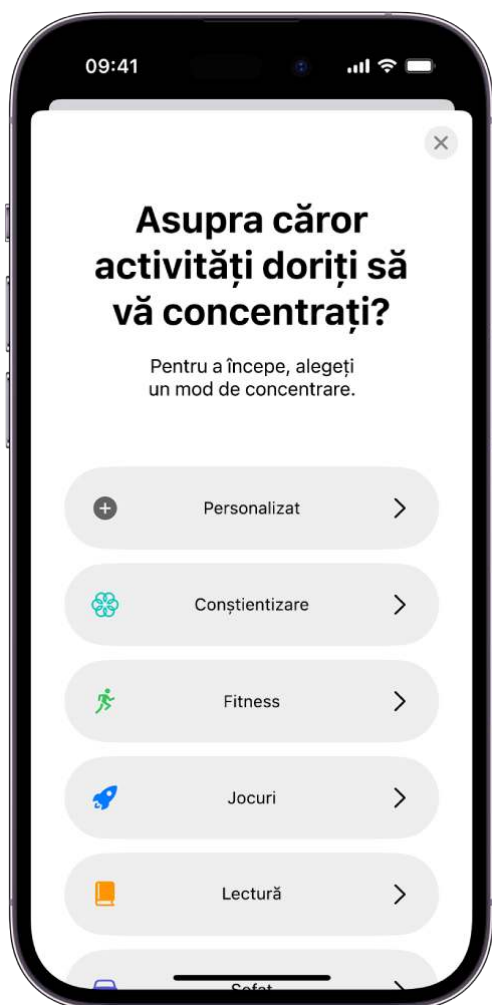 09:41
Asupra căror
activități doriți să
vă concentrați?
Pentru a începe, alegeți
un mod de concentrare.
Personalizat
Conștientizare
Fitness
Jocuri
Lectură
Șofat